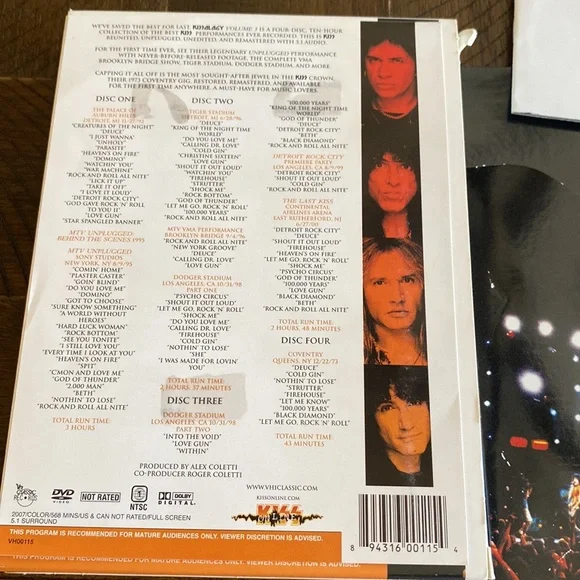 WE'VE SAVED THE BEST FOR LAST. KISSOLOGY VOLUME 3 IS A FOUR-DISC, TEN-HOUR
COLLECTION OF THE BEST KISS PERFORMANCES EVER RECORDED. THIS IS KISS
REUNITED, UNPLUGGED, UNEDITED, AND REMASTERED WITH 5.1 AUDIO.
FOR THE FIRST TIME EVER, SEE THEIR LEGENDARY UNPLUGGED PERFORMANCE
WITH NEVER-BEFORE-RELEASED FOOTAGE. THE COMPLETE VMA
BROOKLYN BRIDGE SHOW, TIGER STADIUM, DODGER STADIUM, AND MORE.
CAPPING IT ALL OFF IS THE MOST SOUGHT-AFTER JEWEL IN THE KISS CROWN,
THEIR 1973 COVENTRY GIG, RESTORED, REMASTERED, AND AVAILABLE
FOR THE FIRST TIME ANYWHERE. A MUST-HAVE FOR MUSIC LOVERS.
DISC ONE
THE PALACE OF
AUBURN HILLS
DETROIT, MI 11-27/92
"CREATURES OF THE NIGHT"
"DEUCE"
"I JUST WANNA"
"UNHOLY"
"PARASITE"
"HEAVEN'S ON FIRE"
"DOMINO"
"WATCHIN' YOU"
"WAR MACHINE"
"ROCK AND ROLL ALL NITE"
"LICK IT UP"
"TAKE IT OFF"
"I LOVE IT LOUD"
"DETROIT ROCK CITY"
"GOD GAVE ROCK 'N' ROLL
TO YOU II"
"LOVE GUN"
"STAR SPANGLED BANNER"
MTV UNPLUGGED
BEHIND THE SCENES 1995
MTV UNPLUGGED
SONY STUDIOS
NEW YORK, NY 8/9/95
"COMIN' HOME"
"PLASTER CASTER"
"GOIN' BLIND"
"DO YOU LOVE ME"
"DOMINO"
"GOT TO CHOOSE"
"SURE KNOW SOMETHING"
"A WORLD WITHOUT
HEROES"
"HARD LUCK WOMAN"
"ROCK BOTTOM"
"SEE YOU TONITE"
"I STILL LOVE YOU"
"EVERY TIME I LOOK AT YOU"
"HEAVEN'S ON FIRE"
"SPIT"
"C'MON AND LOVE ME"
"GOD OF THUNDER"
"2,000 MAN"
"BETH"
"NOTHIN' TO LOSE"
"ROCK AND ROLL ALL NITE"
TOTAL RUN TIME:
3 HOURS
DISC TWO
TIGER STADIUM
DETROIT, MI 6/28/96
"DEUCE"
"KING OF THE NIGHT TIME
WORLD"
"DO YOU LOVE ME"
"CALLING DR. LOVE"
"COLD GIN"
"CHRISTINE SIXTEEN"
"LOVE GUN"
"SHOUT IT OUT LOUD"
"WATCHIN' YOU"
"FIREHOUSE"
"STRUTTER"
"SHOCK ME"
"ROCK BOTTOM"
"GOD OF THUNDER"
"LET ME GO, ROCK 'N' ROLL"
"100,000 YEARS"
"ROCK AND ROLL ALL NITE"
MTV VMA PERFORMANCE
BROOKLYN BRIDGE 9/4/96
"ROCK AND ROLL ALL NITE"
"NEW YORK GROOVE"
"DEUCE"
"CALLING DR. LOVE"
"LOVE GUN"
DODGER STADIUM
LOS ANGELES, CA 10/31/98
PART ONE
"PSYCHO CIRCUS"
"SHOUT IT OUT LOUD"
"LET ME GO, ROCK 'N' ROLL"
"SHOCK ME"
"DO YOU LOVE ME"
"CALLING DR. LOVE"
"FIREHOUSE"
"COLD GIN"
"NOTHIN' TO LOSE"
"SHE"
"I WAS MADE FOR LOVIN'
YOU"
TOTAL RUN TIME:
2 HOURS, 57 MINUTES
DISC THREE
DODGER STADIUM
LOS ANGELES, CA 10/31/98
PART TWO
"INTO THE VOID"
"LOVE GUN"
"WITHIN"
"100,000 YEARS"
"KING OF THE NIGHT TIME
WORLD"
"GOD OF THUNDER"
"DEUCE"
"DETROIT ROCK CITY"
"BETH"
"BLACK DIAMOND"
"ROCK AND ROLL ALL NITE"
DETROIT ROCK CITY
PREMIERE PARTY
LOS ANGELES, CA 8/9/99
"SHOUT IT OUT LOUD"
"COLD GIN"
THE LAST KISS
CONTINENTAL
AIRLINES ARENA
EAST RUTHERFORD, NJ
6/27/00
"DETROIT ROCK CITY"
"DEUCE"
"SHOUT IT OUT LOUD"
"FIREHOUSE"
"HEAVEN'S ON FIRE"
"LET ME GO, ROCK 'N' ROLL"
"SHOCK ME"
"PSYCHO CIRCUS"
"GOD OF THUNDER"
"100,000 YEARS"
"COLD GIN"
"LOVE GUN"
"BLACK DIAMOND"
"BETH"
"ROCK AND ROLL ALL NITE"
TOTAL RUN TIME:
2 HOURS, 48 MINUTES
DISC FOUR
COVENTRY
QUEENS, NY 12/22/73
"DEUCE"
"COLD GIN"
"NOTHIN' TO LOSE"
"STRUTTER"
"FIREHOUSE"
"LET ME KNOW"
"100,000 YEARS"
"BLACK DIAMOND"
"LET ME GO, ROCK 'N' ROLL"
TOTAL RUN TIME:
43 MINUTES
PRODUCED BY ALEX COLETTI
CO-PRODUCER ROGER COLETTI
WWW.VH1CLASSIC.COM
KISSONLINE.COM
DVD
VIDEO
NOT RATED
NTSC
DOLBY
DIGITAL
KISS
ONLINE
2007/COLOR/568 MINS/US & CAN NOT RATED/FULL SCREEN
5.1 SURROUND
THIS PROGRAM IS RECOMMENDED FOR MATURE AUDIENCES ONLY. VIEWER DISCRETION IS ADVISED.
VH00115
8 94316 00115 4
THIS PROGRAM IS RECOMMENDED FOR MATURE AUDIENCES ONLY. VIEWER DISCRETION IS ADVISED.